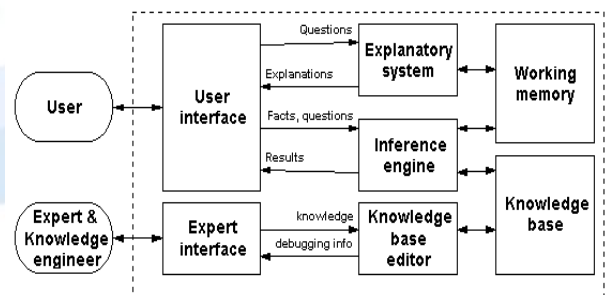 Questions
Explanatory
system
Working
memory
Explanations
User
User
interface
Facts, questions
Inference
engine
Results
Knowledge
base
Expert &
Knowledge
engineer
Expert
interface
knowledge
debugging info
Knowledge
base
editor